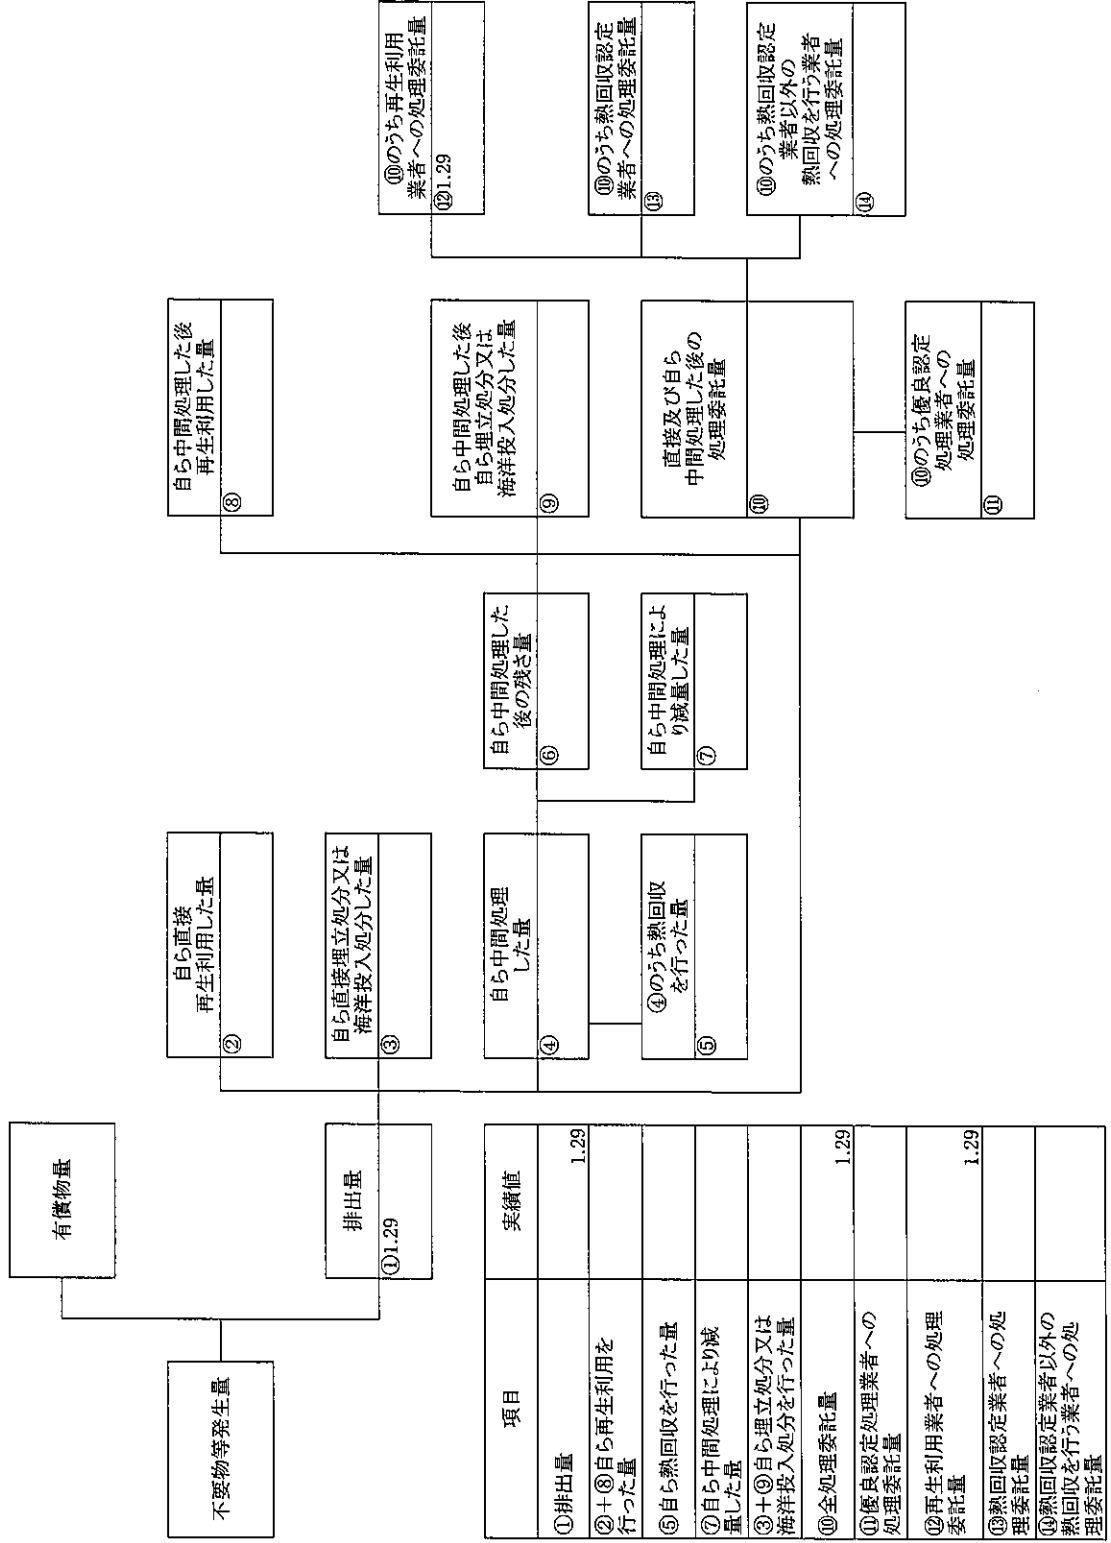 不要物等発生量
有償物量
排出量
①1.29
自ら直接
再生利用した量
②
自ら直接埋立処分又は
海洋投入処分した量
③
自ら中間処理
した量
④
④のうち熱回収
を行った量
⑤
自ら中間処理した
後の残さ量
⑥
自ら中間処理によ
り減量した量
⑦
自ら中間処理した後
再生利用した量
⑧
自ら中間処理した後
自ら埋立処分又は
海洋投入処分した量
⑨
直接及び自ら
中間処理した後の
処理委託量
⑩
⑩のうち優良認定
処理業者への
処理委託量
⑪
⑩のうち再生利用
業者への処理委託量
⑫1.29
⑩のうち熱回収認定
業者への処理委託量
⑬
⑩のうち熱回収認定
業者以外の
熱回収を行う業者
への処理委託量
⑭
項目 実績値
①排出量 1.29
②+⑧自ら再生利用を
行った量
⑤自ら熱回収を行った量
⑦自ら中間処理により減
量した量
③+⑨自ら埋立処分又は
海洋投入処分を行った量
⑩全処理委託量 1.29
⑪優良認定処理業者への
処理委託量
⑫再生利用業者への処理
委託量 1.29
⑬熱回収認定業者への処
理委託量
⑭熱回収認定業者以外の
熱回収を行う業者への処
理委託量